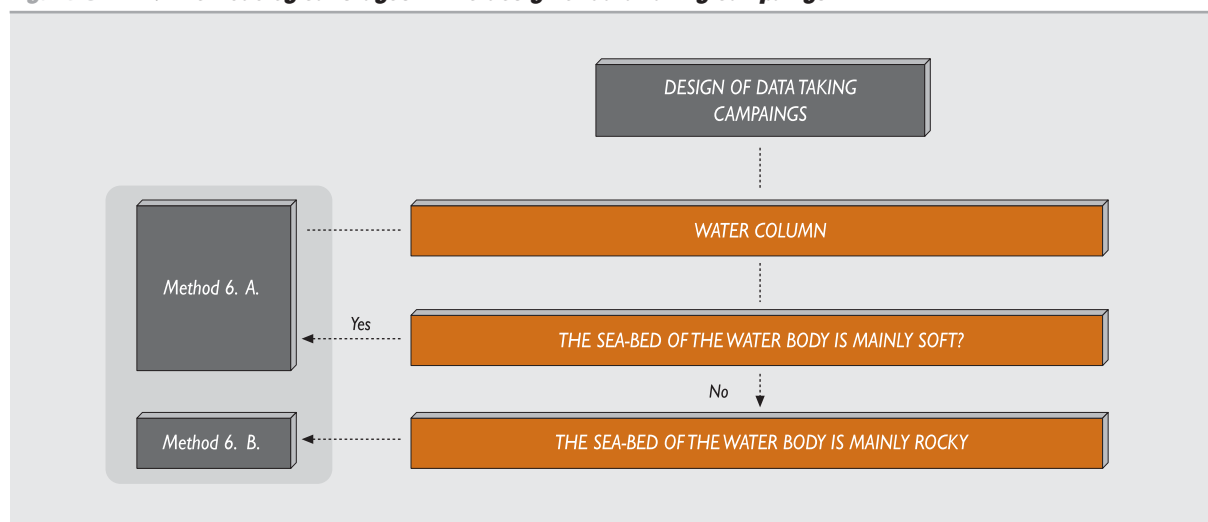 DESIGN OF DATA TAKING
CAMPAINGS
WATER COLUMN
Method 6. A.
Yes
THE SEA-BED OF THE WATER BODY IS MAINLY SOFT?
No
Method 6. B.
THE SEA-BED OF THE WATER BODY IS MAINLY ROCKY